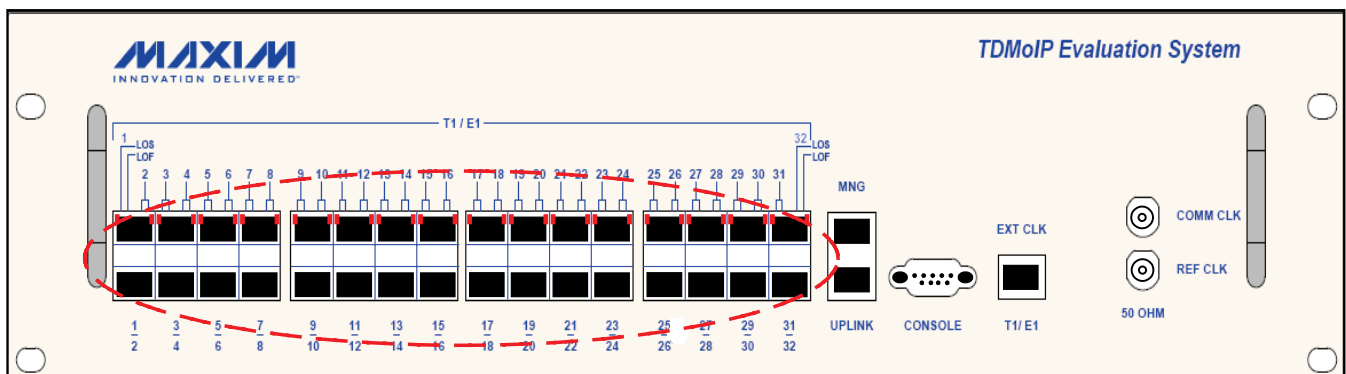 MAXIM
INNOVATION DELIVERED™
TDMoIP Evaluation System
T1 / E1
1 LOS
LOF
32 LOS
LOF
2 3 4 5 6 7 8 9 10 11 12 13 14 15 16 17 18 19 20 21 22 23 24 25 26 27 28 29 30 31
MNG
EXT CLK
COMM CLK
REF CLK
50 OHM
1 3 5 7 9 11 13 15 17 19 21 23 25 27 29 31
2 4 6 8 10 12 14 16 18 20 22 24 26 28 30 32
UPLINK CONSOLE T1/ E1